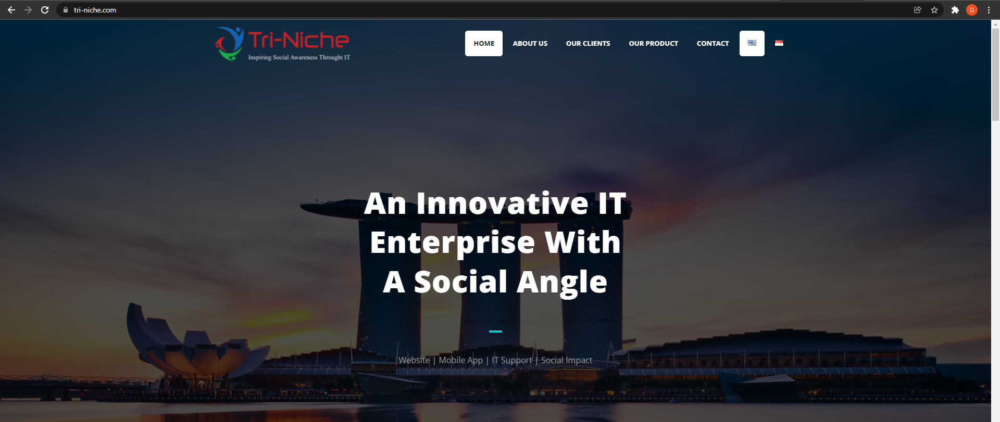 tri-niche.com
G
Tri-Niche
Inspiring Social Awareness Throught IT
HOME ABOUT US OUR CLIENTS OUR PRODUCT CONTACT
An Innovative IT
Enterprise With
A Social Angle
Website | Mobile App | IT Support | Social Impact